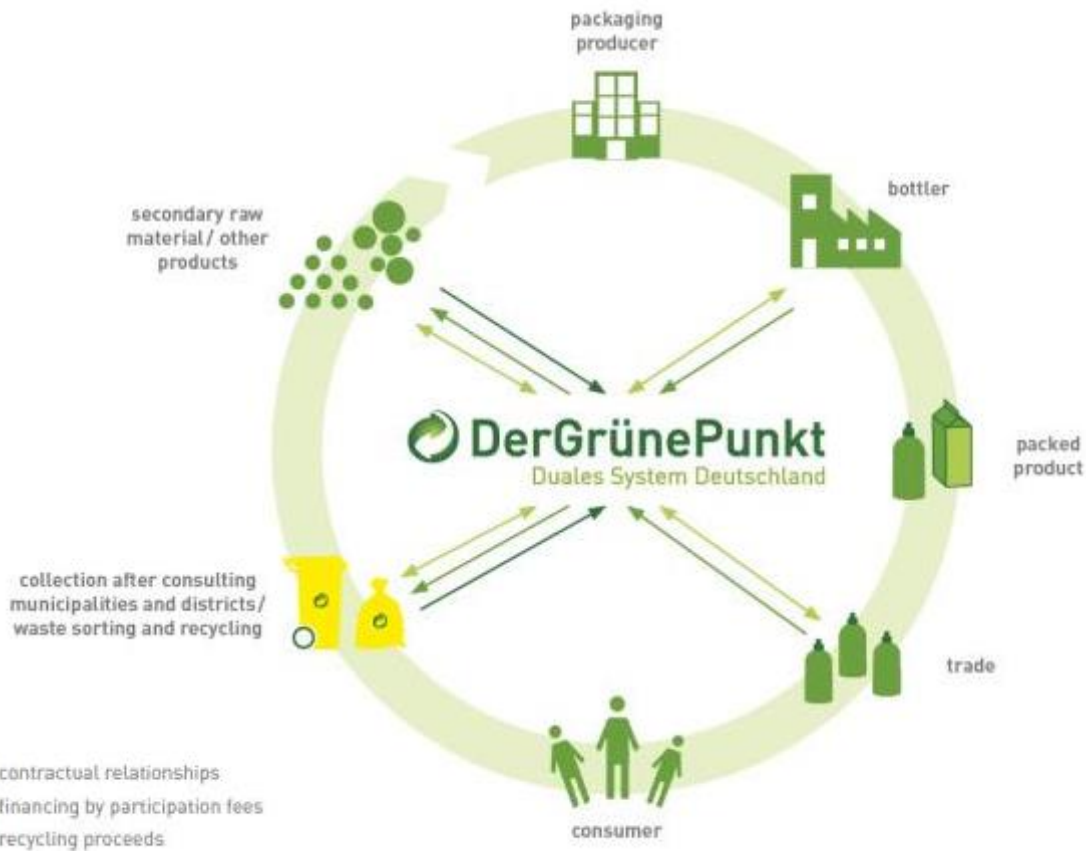 packaging
producer
bottler
secondary raw
material/ other
products
DerGrünePunkt
Duales System Deutschland
packed
product
collection after consulting
municipalities and districts/
waste sorting and recycling
trade
consumer
contractual relationships
financing by participation fees
recycling proceeds